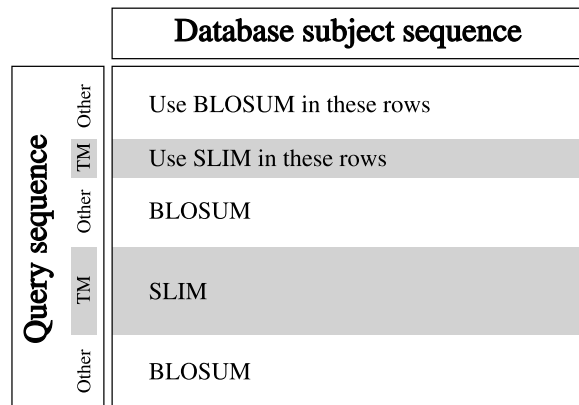 Database subject sequence
Query sequence
Other
Use BLOSUM in these rows
TM
Use SLIM in these rows
Other
BLOSUM
TM
SLIM
Other
BLOSUM